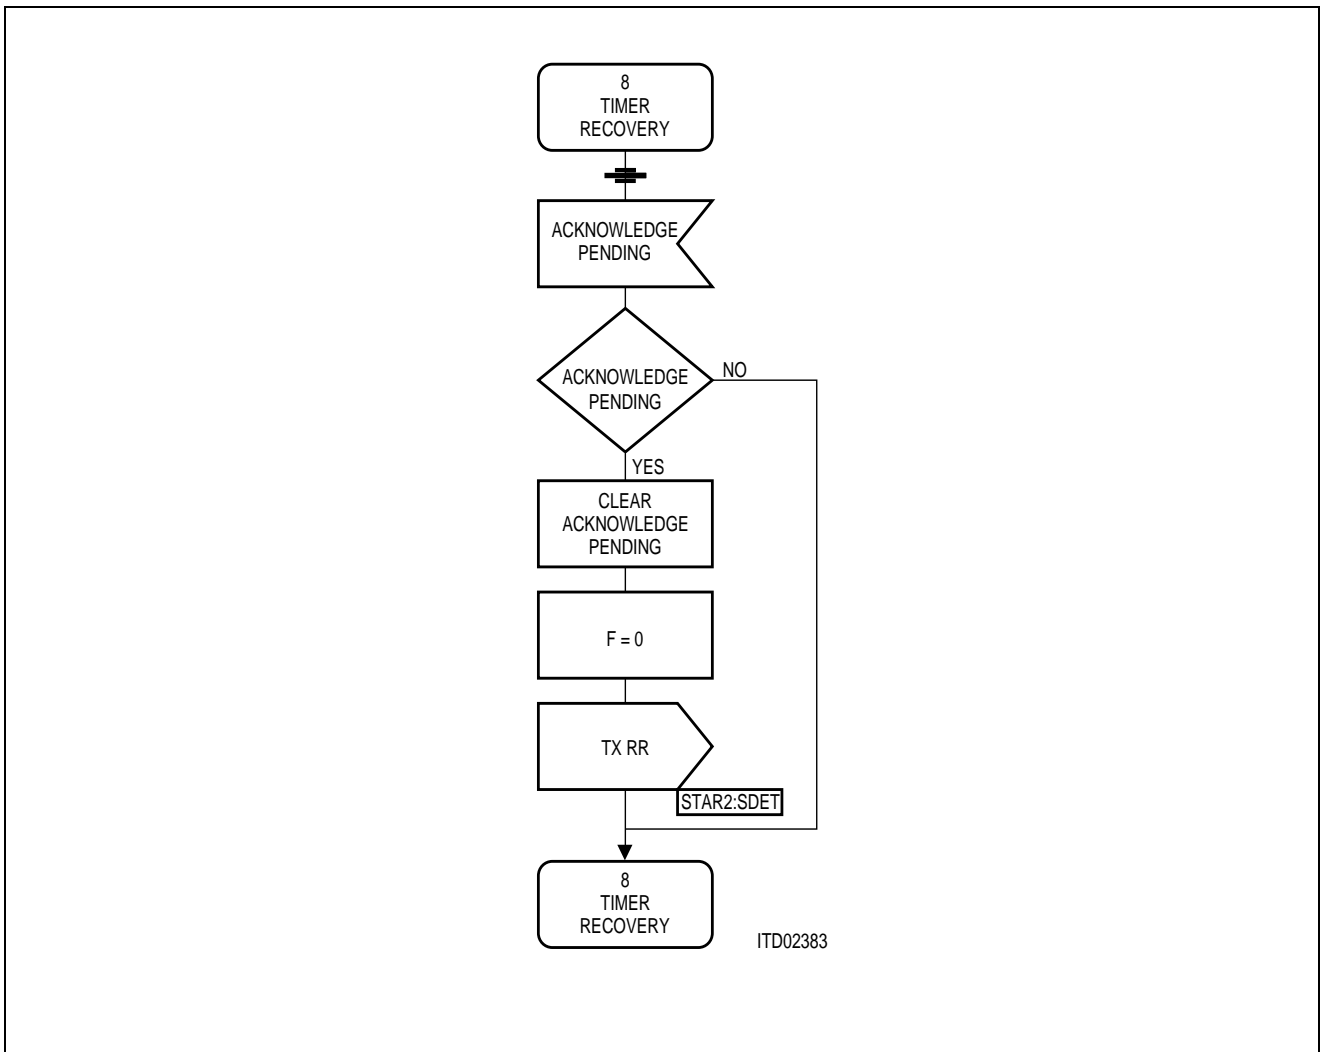 8
TIMER
RECOVERY
ACKNOWLEDGE
PENDING
ACKNOWLEDGE
PENDING
NO
YES
CLEAR
ACKNOWLEDGE
PENDING
F = 0
TX RR
STAR2:SDET
8
TIMER
RECOVERY
ITD02383